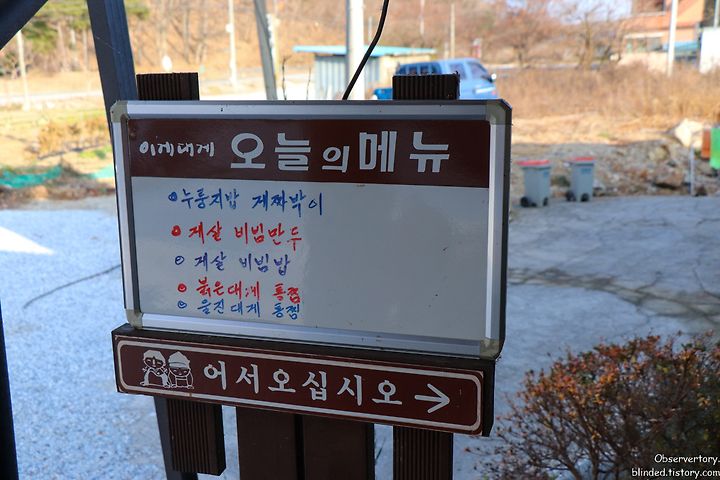 이게대게 오늘의메뉴
누룽지밥 게짜박이
게살 비빔만두
게살 비빔밥
붉은대게 통찜
울진대게 통찜
어서오십시오 →
Observertory.
blinded.tistory.com